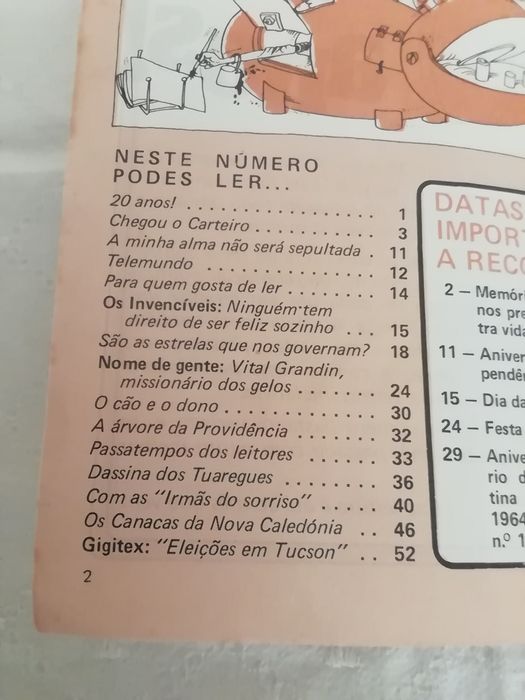 NESTE NÚMERO
PODES LER...
20 anos! . . . . . . . . . . . . . . . . . 1
Chegou o Carteiro . . . . . . . . . . . 3
A minha alma não será sepultada . 11
Telemundo . . . . . . . . . . . . . . . 12
Para quem gosta de ler . . . . . . . . 14
Os Invencíveis: Ninguém tem
direito de ser feliz sozinho . . . 15
São as estrelas que nos governam? 18
Nome de gente: Vital Grandin,
missionário dos gelos . . . . . . . 24
O cão e o dono . . . . . . . . . . . . . 30
A árvore da Providência . . . . . . . 32
Passatempos dos leitores . . . . . . 33
Dassina dos Tuaregues . . . . . . . . 36
Com as "Irmãs do sorriso" . . . . . 40
Os Canacas da Nova Caledónia . . 46
Gigitex: "Eleições em Tucson" . . 52
2
DATAS
IMPOR
A RECO
2 — Memóri
nos pre
tra vida
11 — Aniver
pendên
15 — Dia da
24 — Festa
29 — Anive
rio d
tina
1964
n.º 1